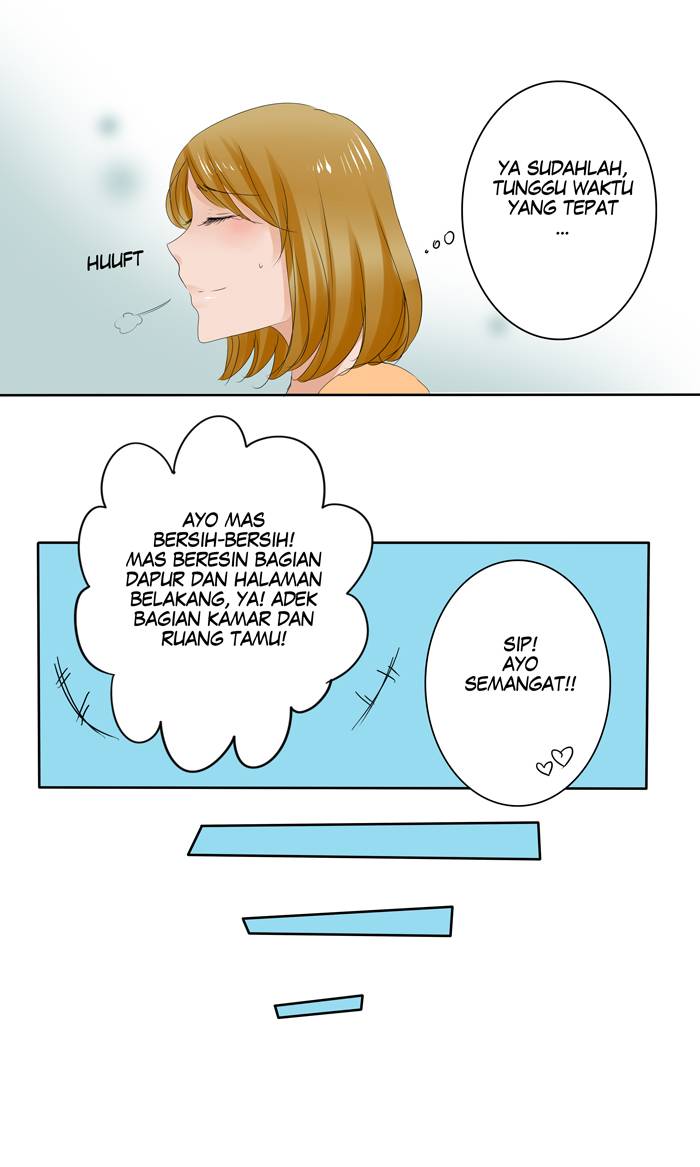 YA SUDAHLAH,
TUNGGU WAKTU
YANG TEPAT
...
HUUFT
AYO MAS
BERSIH-BERSIH!
MAS BERESIN BAGIAN
DAPUR DAN HALAMAN
BELAKANG, YA! ADEK
BAGIAN KAMAR DAN
RUANG TAMU!
SIP!
AYO
SEMANGAT!!